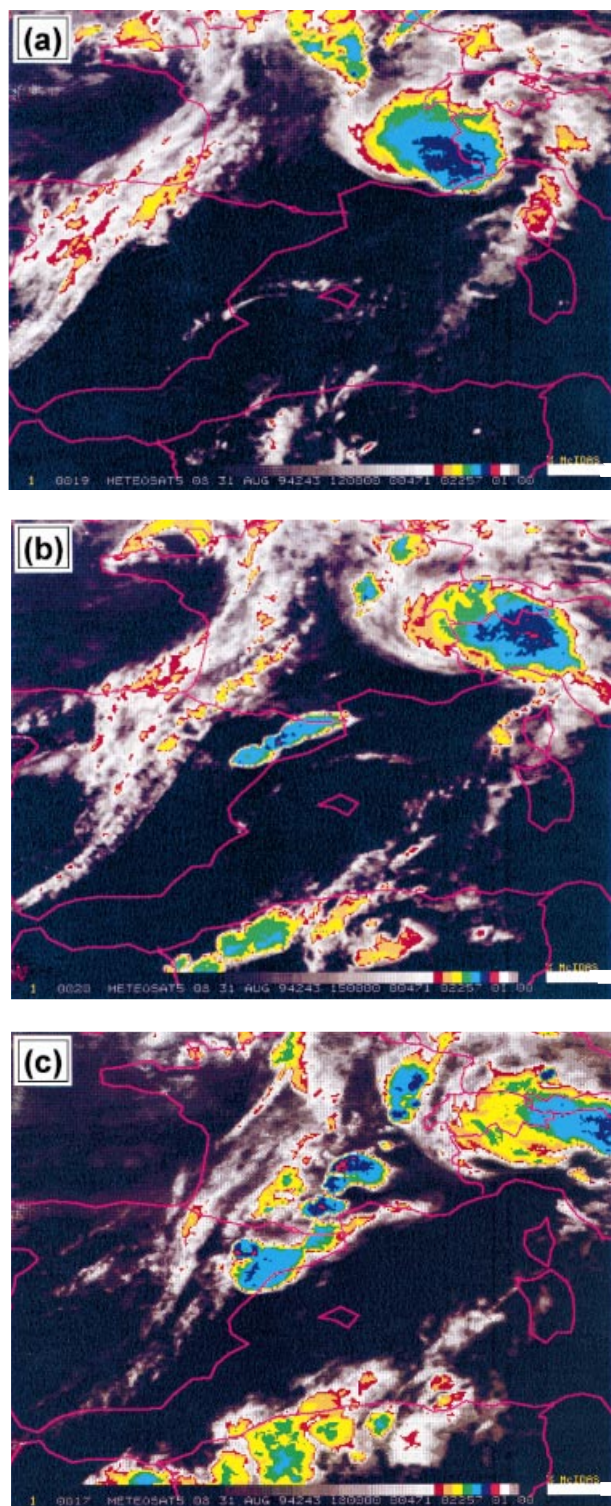 (a)
X McIDAS
1 0019 METEOSAT5 08 31 AUG 94243 120000 00471 02257 01.00
(b)
X McIDAS
1 0020 METEOSAT5 08 31 AUG 94243 150000 00471 02257 01.00
(c)
X McIDAS
1 0017 METEOSAT5 08 31 AUG 94243 180000 00471 02257 01.00